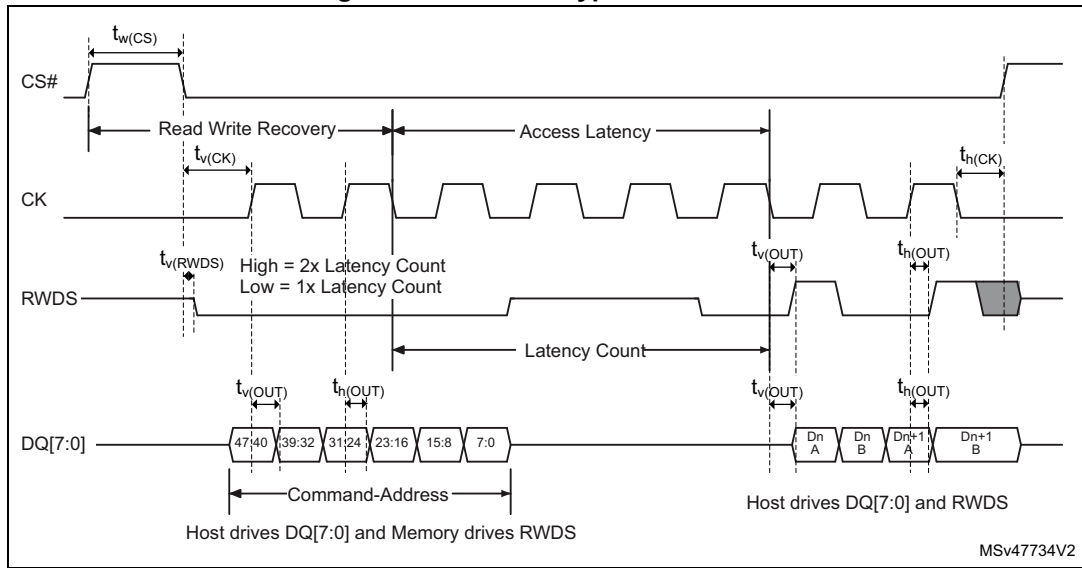 tw(CS)
CS#
Read Write Recovery
Access Latency
tv(CK)
th(CK)
CK
tv(RWDS)
High = 2x Latency Count
Low = 1x Latency Count
tv(OUT)
th(OUT)
RWDS
Latency Count
tv(OUT)
th(OUT)
tv(OUT)
th(OUT)
DQ[7:0]
47:40
39:32
31:24
23:16
15:8
7:0
Dn
A
Dn
B
Dn+1
A
Dn+1
B
Command-Address
Host drives DQ[7:0] and RWDS
Host drives DQ[7:0] and Memory drives RWDS
MSv47734V2